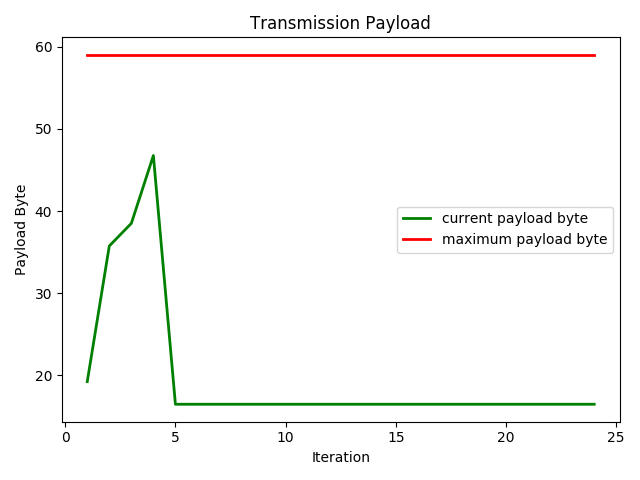 Transmission Payload
60
50
40
30
20
Payload Byte
current payload byte
maximum payload byte
0 5 10 15 20 25
Iteration